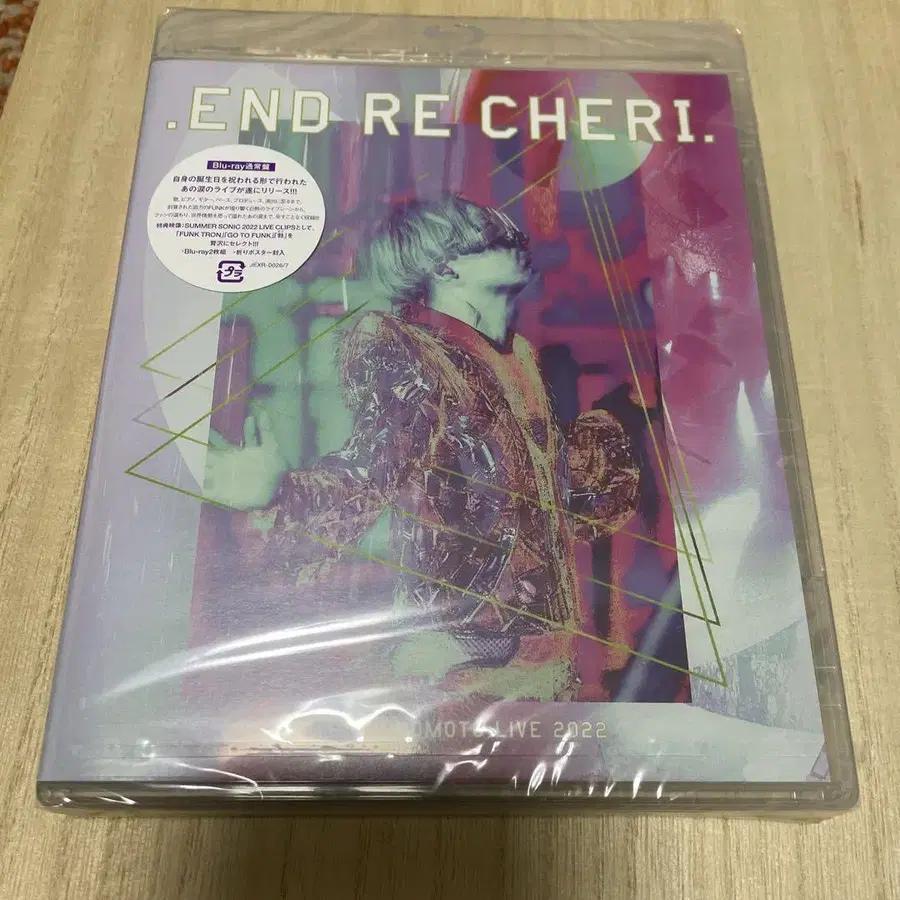 .END RE CHERI.
Blu-ray通常盤
自身の誕生日を祝われる形で行われた
あの涙のライブが遂にリリース!!!
特典映像:SUMMER SONIC 2022 LIVE CLIPSとして、
「FUNK TRON」「GO TO FUNK」「街」を
贅沢にセレクト!!!
・Blu-ray2枚組 ・折りポスター封入
プラ
JEXR-0026/7
OMOTO LIVE 2022